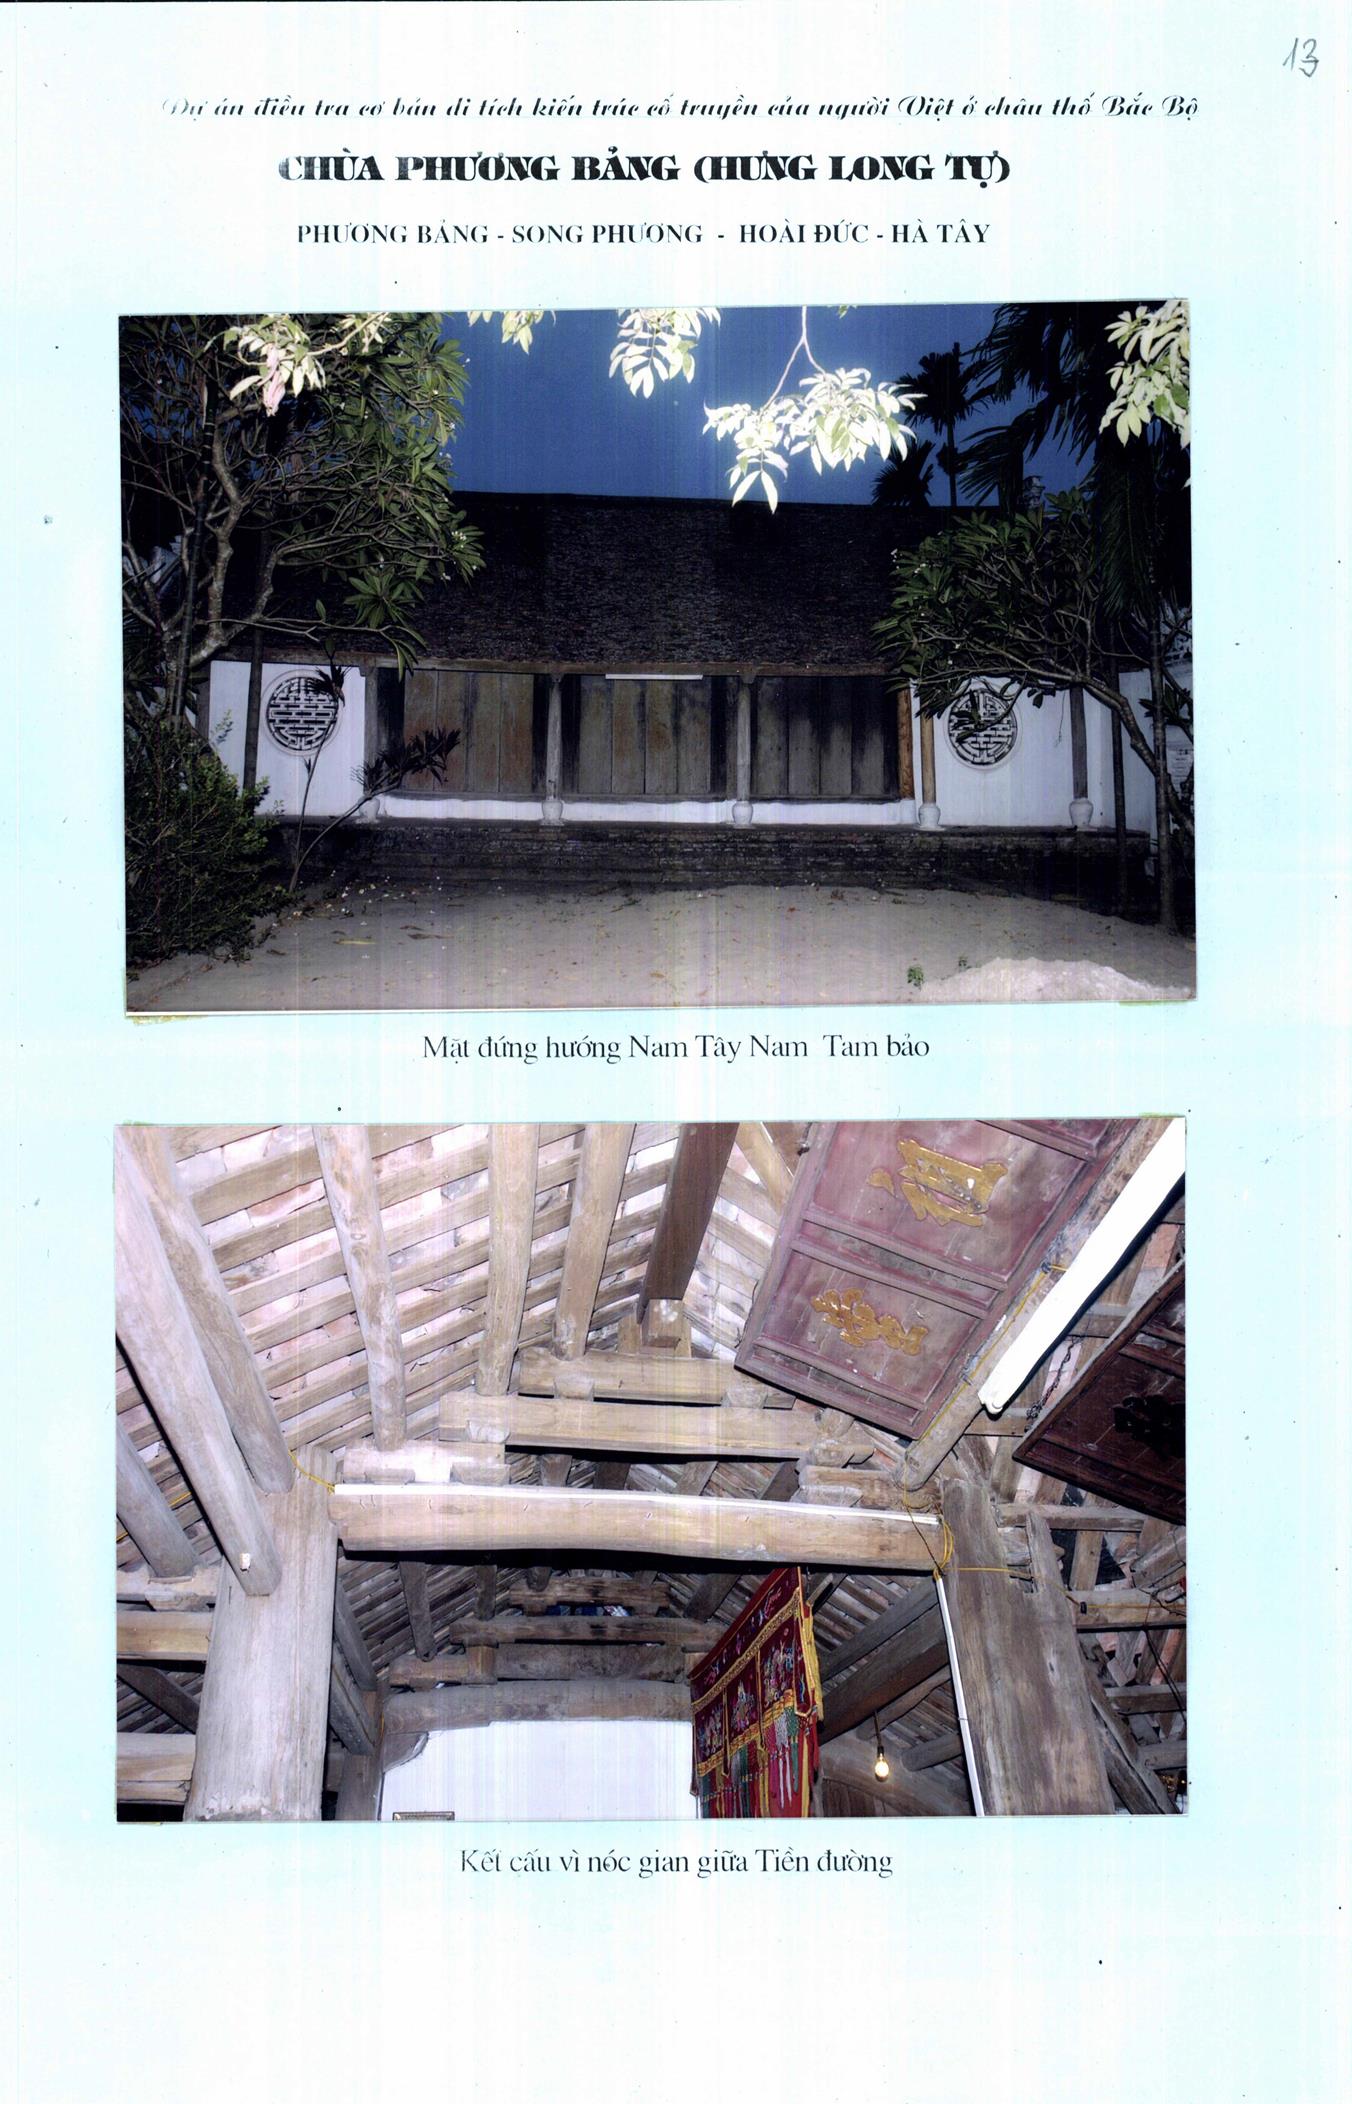 13
Dự án điều tra cơ bản di tích kiến trúc cổ truyền của người Việt ở châu thổ Bắc Bộ
CHÙA PHƯƠNG BẢNG (HƯNG LONG TỰ)
PHƯƠNG BẢNG - SONG PHƯƠNG - HOÀI ĐỨC - HÀ TÂY
Mặt đứng hướng Nam Tây Nam Tam bảo
Kết cấu vì nóc gian giữa Tiền đường